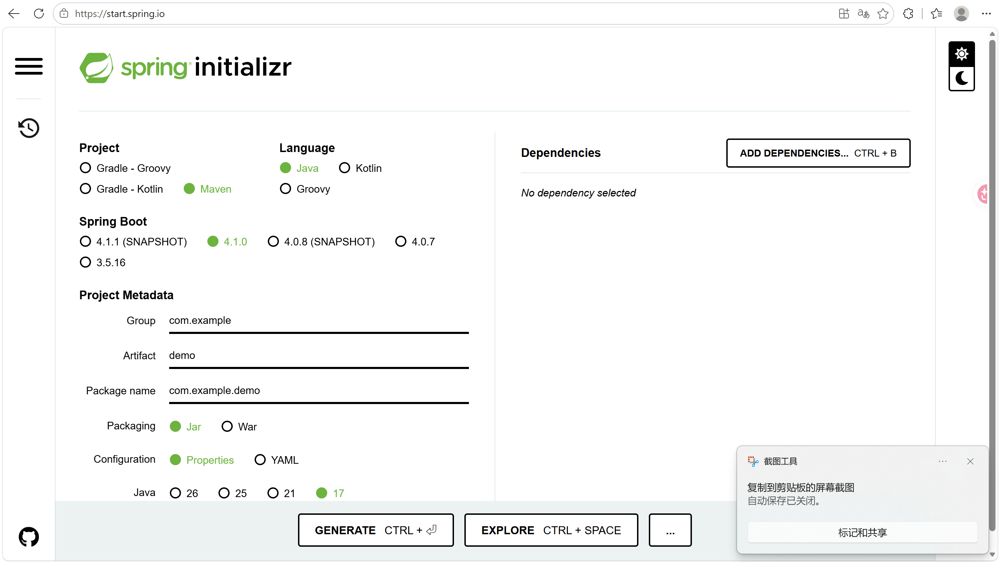 https://start.spring.io
spring initializr
Project
Gradle - Groovy
Gradle - Kotlin
Maven
Language
Java
Kotlin
Groovy
Spring Boot
4.1.1 (SNAPSHOT)
4.1.0
4.0.8 (SNAPSHOT)
4.0.7
3.5.16
Project Metadata
Group
com.example
Artifact
demo
Package name
com.example.demo
Packaging
Jar
War
Configuration
Properties
YAML
Java
26
25
21
17
Dependencies
ADD DEPENDENCIES... CTRL + B
No dependency selected
GENERATE CTRL + ⏎
EXPLORE CTRL + SPACE
...
截图工具
复制到剪贴板的屏幕截图
自动保存已关闭。
标记和共享